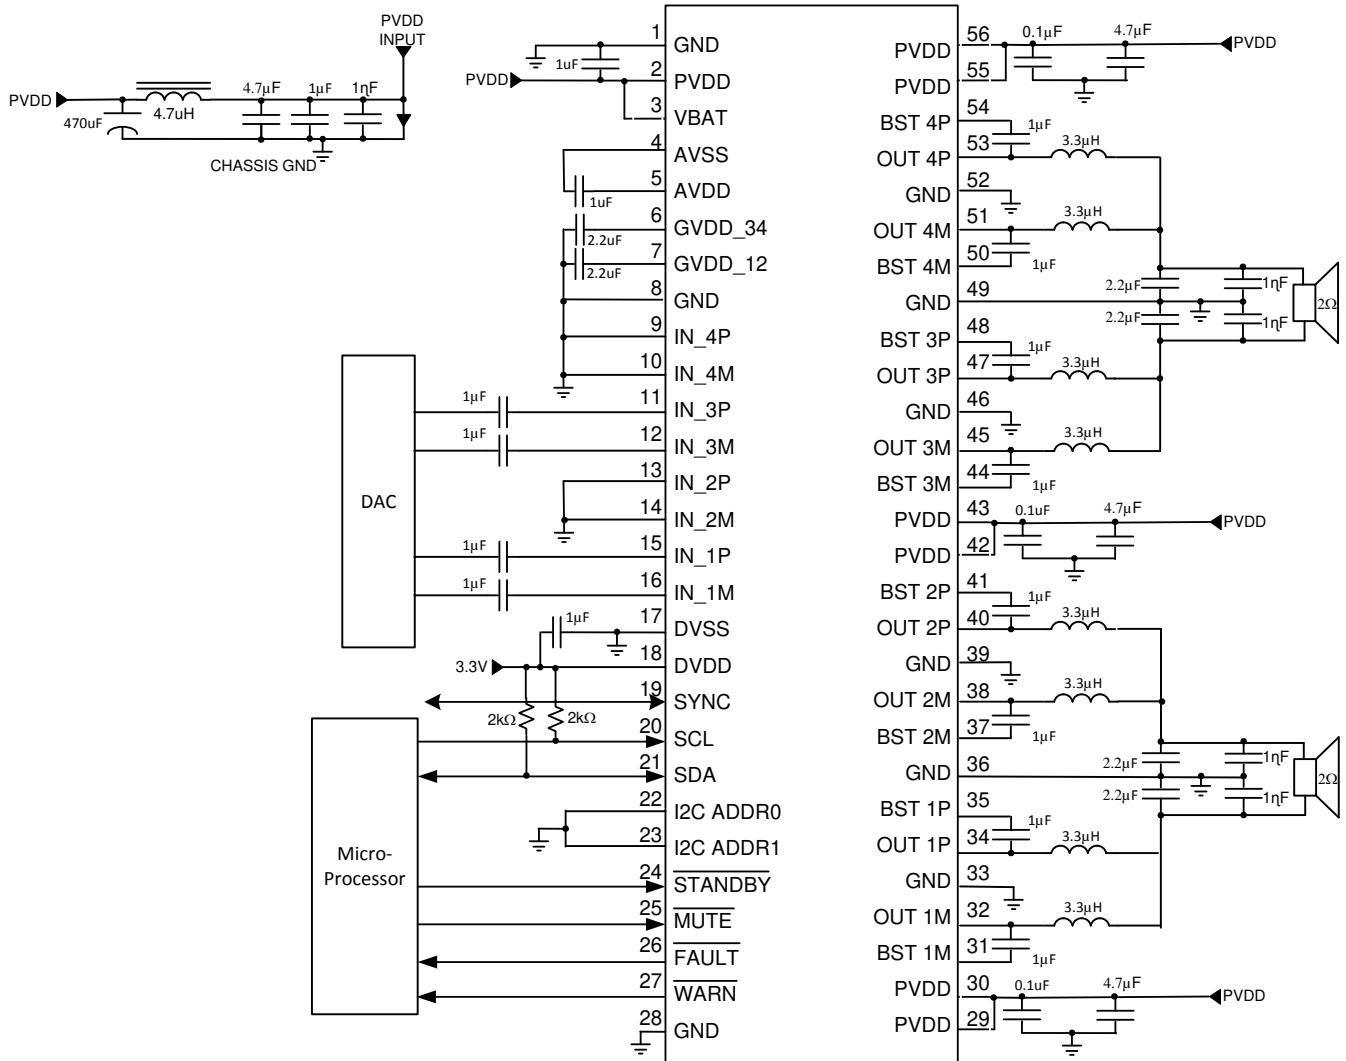 PVDD
INPUT
PVDD
470uF
4.7uH
4.7µF
1µF
1ηF
CHASSIS GND
PVDD
1uF
1uF
2.2uF
2.2uF
1 GND
2 PVDD
3 VBAT
4 AVSS
5 AVDD
6 GVDD_34
7 GVDD_12
8 GND
9 IN_4P
10 IN_4M
11 IN_3P
12 IN_3M
13 IN_2P
14 IN_2M
15 IN_1P
16 IN_1M
17 DVSS
18 DVDD
19 SYNC
20 SCL
21 SDA
22 I2C ADDR0
23 I2C ADDR1
24 STANDBY
25 MUTE
26 FAULT
27 WARN
28 GND
DAC
1µF
1µF
1µF
1µF
1µF
3.3V
2kΩ
2kΩ
Micro-
Processor
PVDD 56
PVDD 55
BST 4P 54
OUT 4P 53
GND 52
OUT 4M 51
BST 4M 50
GND 49
BST 3P 48
OUT 3P 47
GND 46
OUT 3M 45
BST 3M 44
PVDD 43
PVDD 42
BST 2P 41
OUT 2P 40
GND 39
OUT 2M 38
BST 2M 37
GND 36
BST 1P 35
OUT 1P 34
GND 33
OUT 1M 32
BST 1M 31
PVDD 30
PVDD 29
0.1µF
4.7µF
PVDD
1µF
3.3µH
3.3µH
1µF
2.2µF
1ηF
2Ω
2.2µF
1ηF
1µF
3.3µH
3.3µH
1µF
0.1uF
4.7µF
PVDD
1µF
3.3µH
3.3µH
1µF
2.2µF
1ηF
2Ω
2.2µF
1ηF
1µF
3.3µH
3.3µH
1µF
0.1uF
4.7µF
PVDD